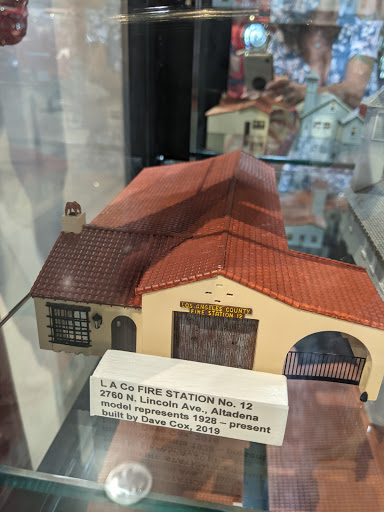 LOS ANGELES COUNTY
FIRE STATION 12
L A Co FIRE STATION No. 12
2760 N. Lincoln Ave., Altadena
model represents 1928 – present
built by Dave Cox, 2019